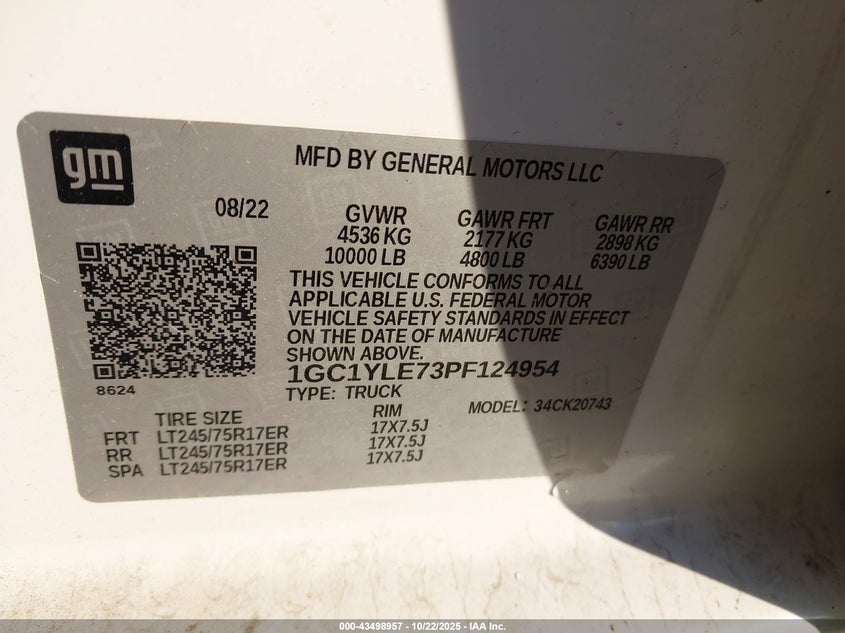 gm
MFD BY GENERAL MOTORS LLC
08/22 GVWR GAWR FRT GAWR RR
4536 KG 2177 KG 2898 KG
10000 LB 4800 LB 6390 LB
THIS VEHICLE CONFORMS TO ALL
APPLICABLE U.S. FEDERAL MOTOR
VEHICLE SAFETY STANDARDS IN EFFECT
ON THE DATE OF MANUFACTURE
SHOWN ABOVE.
1GC1YLE73PF124954
8624
TYPE: TRUCK MODEL: 34CK20743
TIRE SIZE RIM
FRT LT245/75R17ER 17X7.5J
RR LT245/75R17ER 17X7.5J
SPA LT245/75R17ER 17X7.5J
000-43498957 - 10/22/2025 - IAA Inc.